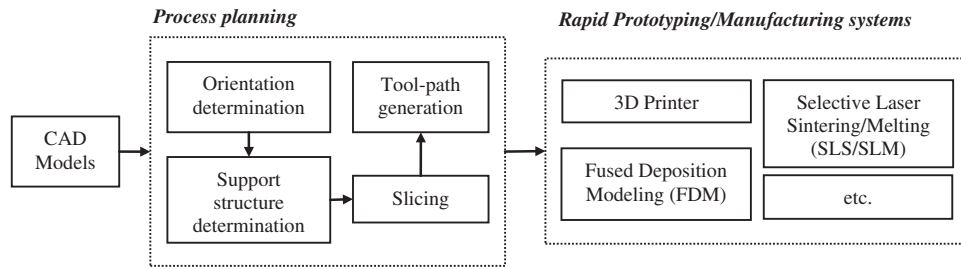 Process planning
Rapid Prototyping/Manufacturing systems
CAD
Models
Orientation
determination
Support
structure
determination
Slicing
Tool-path
generation
3D Printer
Fused Deposition
Modeling (FDM)
Selective Laser
Sintering/Melting
(SLS/SLM)
etc.